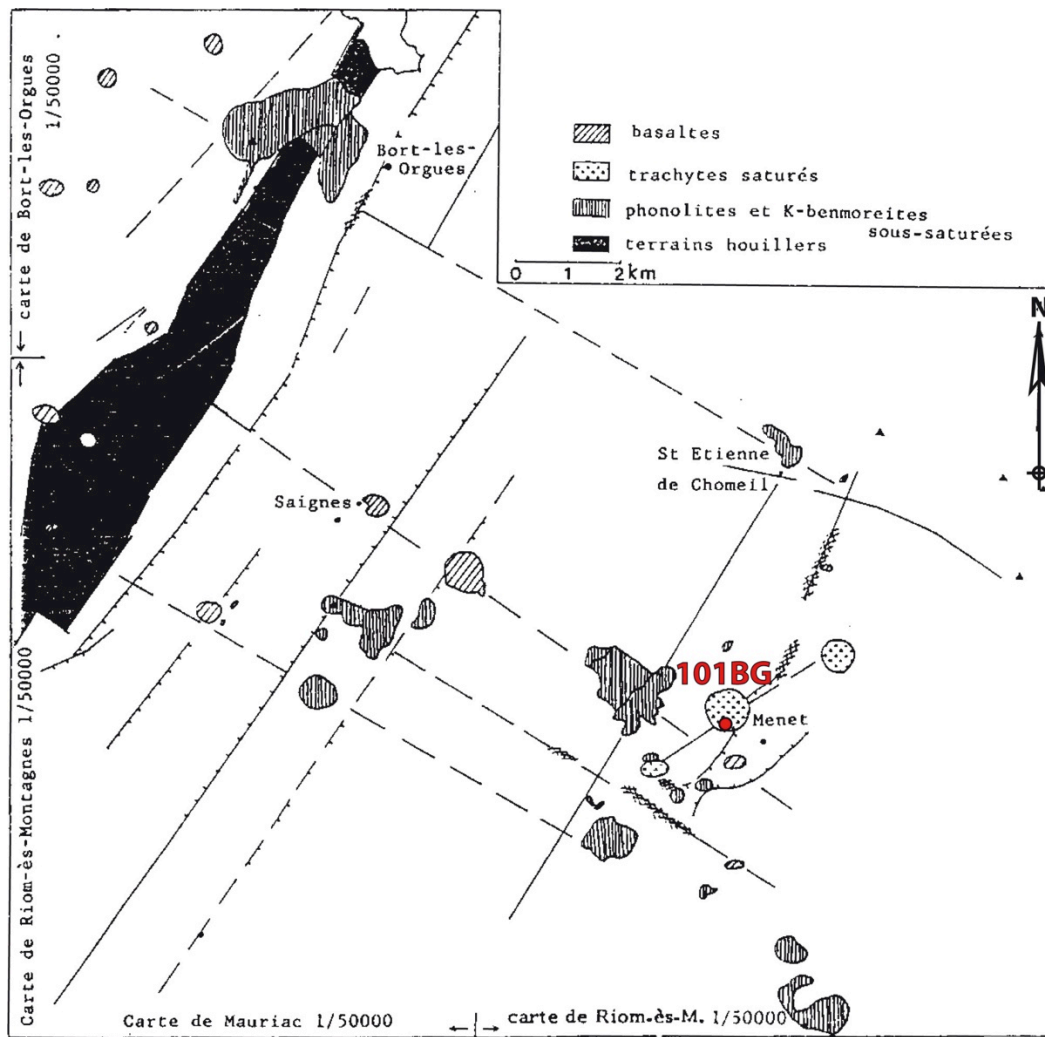 carte de Bort-les-Orgues
1/50000
Bort-les-
Orgues
basaltes
trachytes saturés
phonolites et K-benmoreites
sous-saturées
terrains houillers
0 1 2 km
N
St Etienne
de Chomeil
Saignes
101BG
Menet
Carte de Riom-ès-Montagnes 1/50000
Carte de Mauriac 1/50000
carte de Riom-ès-M. 1/50000